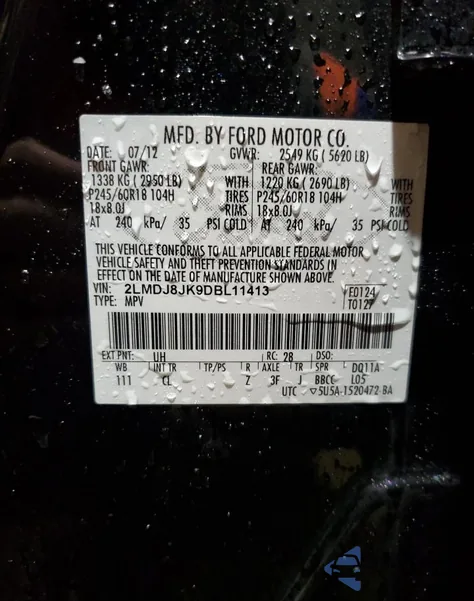 MFD. BY FORD MOTOR CO.
DATE: 07/12 GVWR: 2549 KG ( 5620 LB)
FRONT GAWR: REAR GAWR:
1338 KG ( 2950 LB) WITH 1220 KG ( 2690 LB) WITH
P245/60R18 104H TIRES P245/60R18 104H TIRES
18x8.0J RIMS 18x8.0J RIMS
AT 240 kPa/ 35 PSI COLD AT 240 kPa/ 35 PSI COLD
THIS VEHICLE CONFORMS TO ALL APPLICABLE FEDERAL MOTOR
VEHICLE SAFETY AND THEFT PREVENTION STANDARDS IN
EFFECT ON THE DATE OF MANUFACTURE SHOWN ABOVE.
VIN: 2LMDJ8JK9DBL11413 F0124
TYPE: MPV T0127
EXT PNT: UH RC: 28 DSO:
WB INT TR TP/PS R AXLE TR SPR DQ11A
111 CL Z 3F J BBCC L05
UTC ▽5U5A-1520472-BA